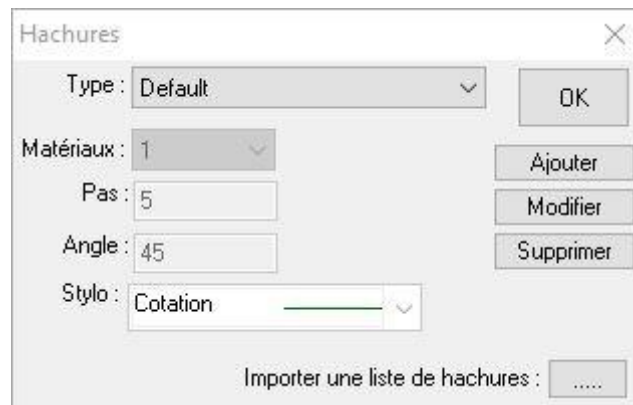 Hachures
Type : Default
OK
Matériaux : 1
Ajouter
Pas : 5
Modifier
Angle : 45
Supprimer
Stylo : Cotation
Importer une liste de hachures : .....